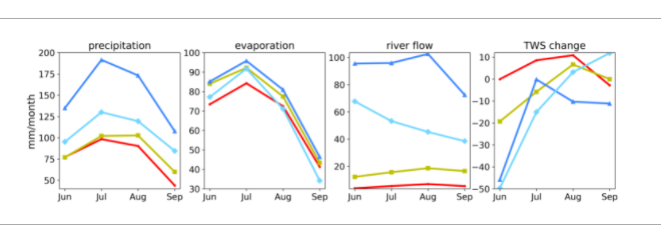 precipitation evaporation river flow TWS change
200 100 100 10
175 90 80 0
150 80 60 −10
125 70 40 −20
100 60 20 −30
75 50 −40
50 40 −50
30
mm/month
Jun Jul Aug Sep Jun Jul Aug Sep Jun Jul Aug Sep Jun Jul Aug Sep